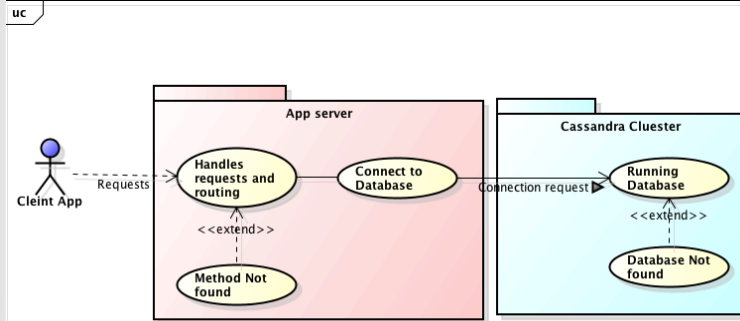 uc
App server
Cassandra Cluester
Handles
requests and
routing
Connect to
Database
Running
Database
Requests
Connection request
Cleint App
<<extend>>
<<extend>>
Method Not
found
Database Not
found